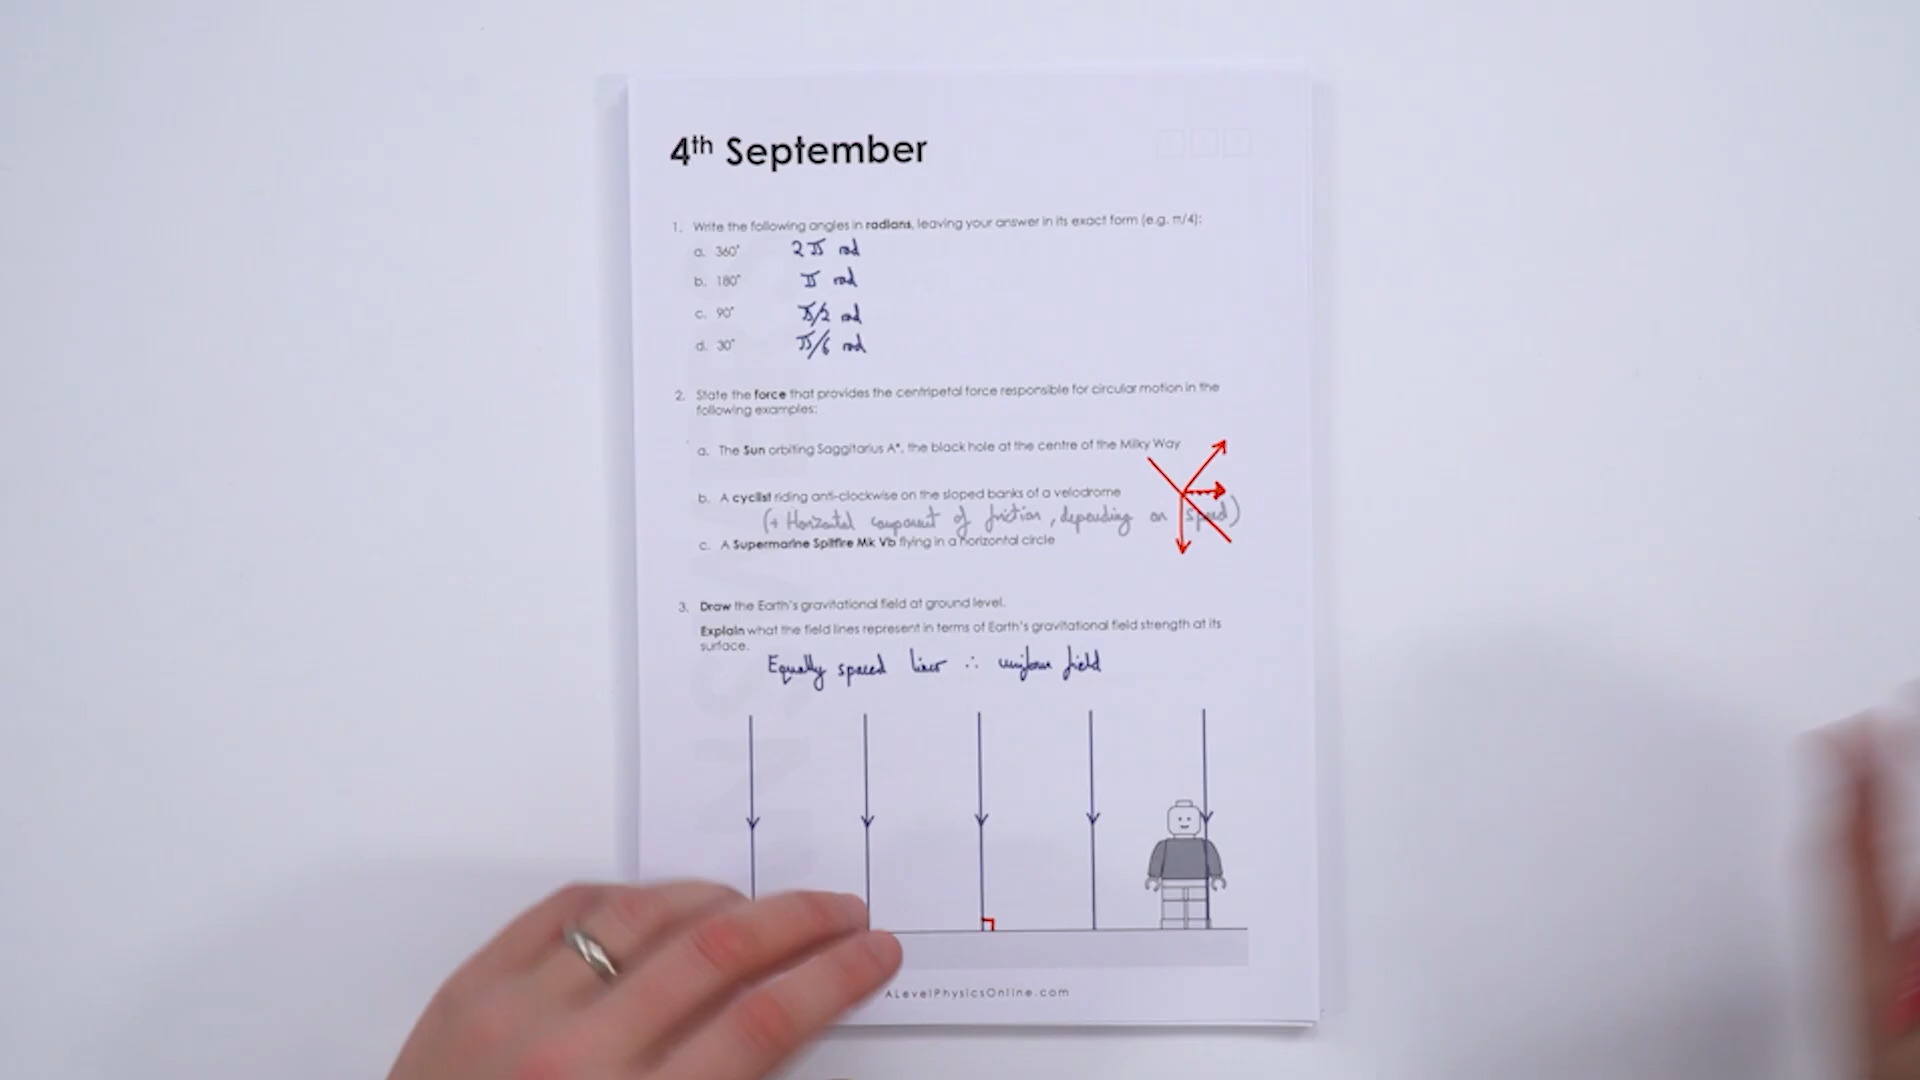 4th September
1. Write the following angles in radians, leaving your answer in its exact form (e.g. π/4):
a. 360° 2π rad
b. 180° π rad
c. 90° π/2 rad
d. 30° π/6 rad
2. State the force that provides the centripetal force responsible for circular motion in the
following examples:
a. The Sun orbiting Saggitarius A*, the black hole at the centre of the Milky Way
b. A cyclist riding anti-clockwise on the sloped banks of a velodrome
(+ Horizontal component of friction, depending on speed)
c. A Supermarine Spitfire Mk Vb flying in a horizontal circle
3. Draw the Earth's gravitational field at ground level.
Explain what the field lines represent in terms of Earth's gravitational field strength at its
surface.
Equally spaced lines ∴ uniform field
ALevelPhysicsOnline.com